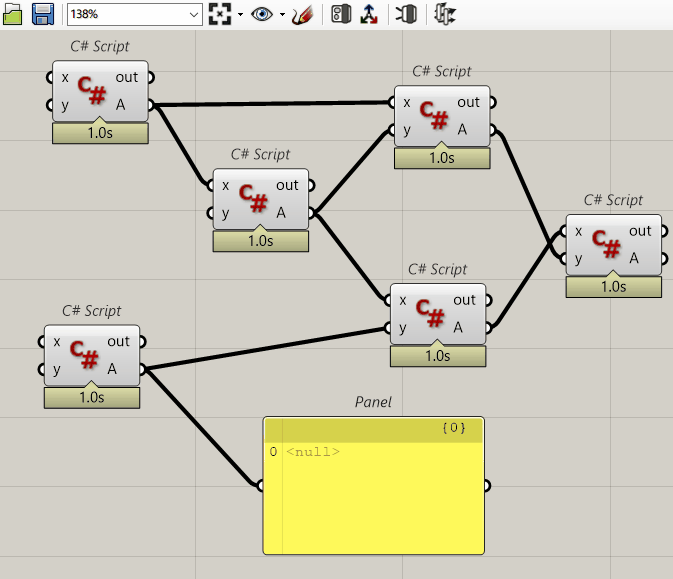 138%
C# Script
x out
y A
C#
1.0s
C# Script
x out
y A
C#
1.0s
C# Script
x out
y A
C#
1.0s
C# Script
x out
y A
C#
1.0s
C# Script
x out
y A
C#
1.0s
C# Script
x out
y A
C#
1.0s
Panel
{0}
0 <null>